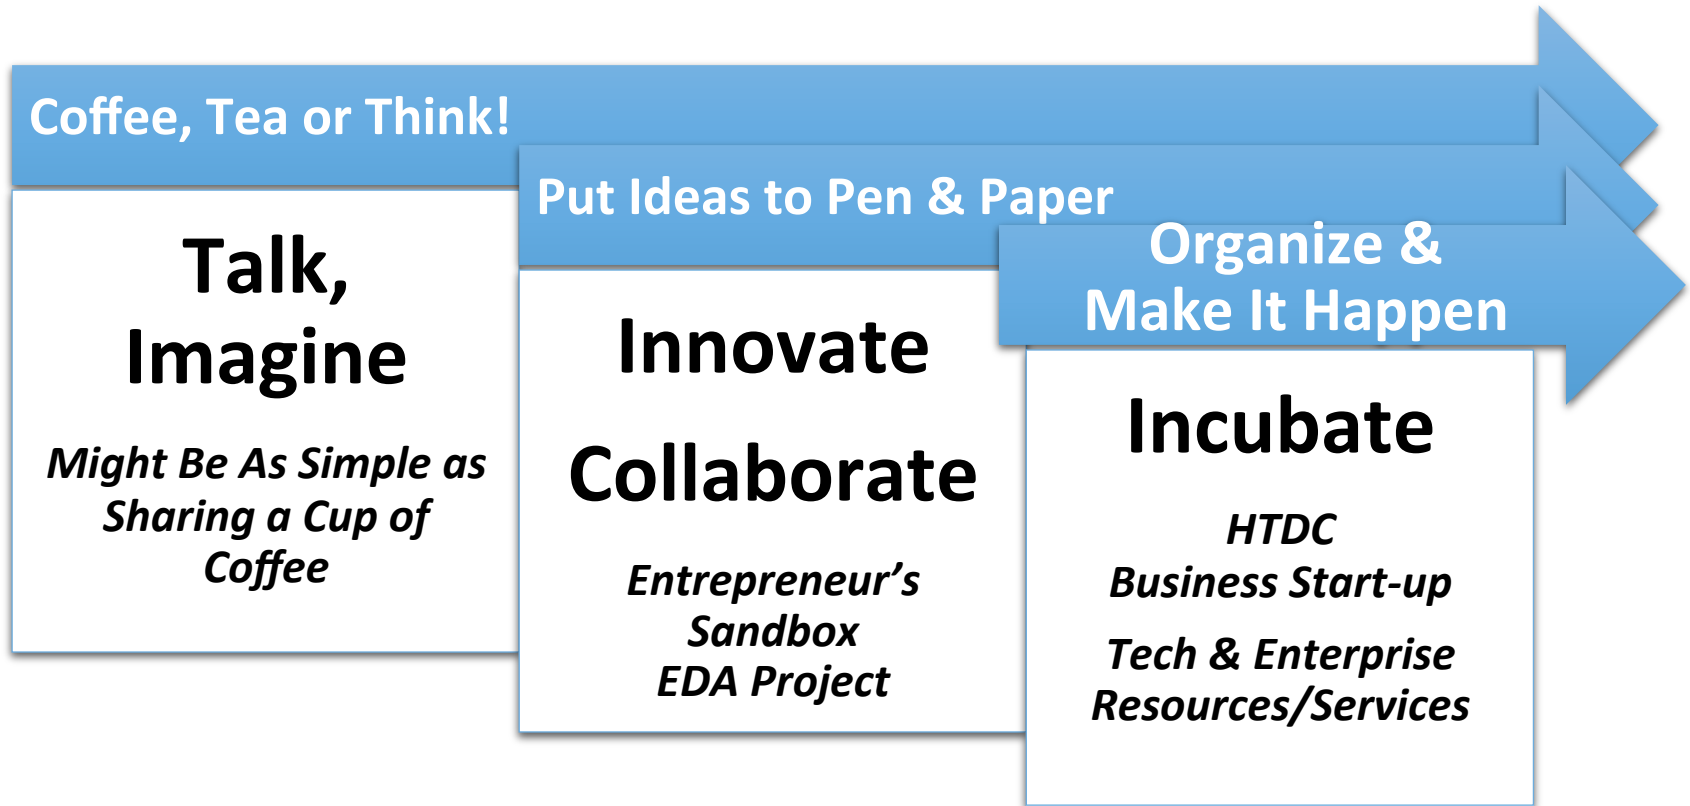 Coffee, Tea or Think!
Talk,
Imagine
Might Be As Simple as
Sharing a Cup of
Coffee
Put Ideas to Pen & Paper
Innovate
Collaborate
Entrepreneur’s
Sandbox
EDA Project
Organize &
Make It Happen
Incubate
HTDC
Business Start-up
Tech & Enterprise
Resources/Services